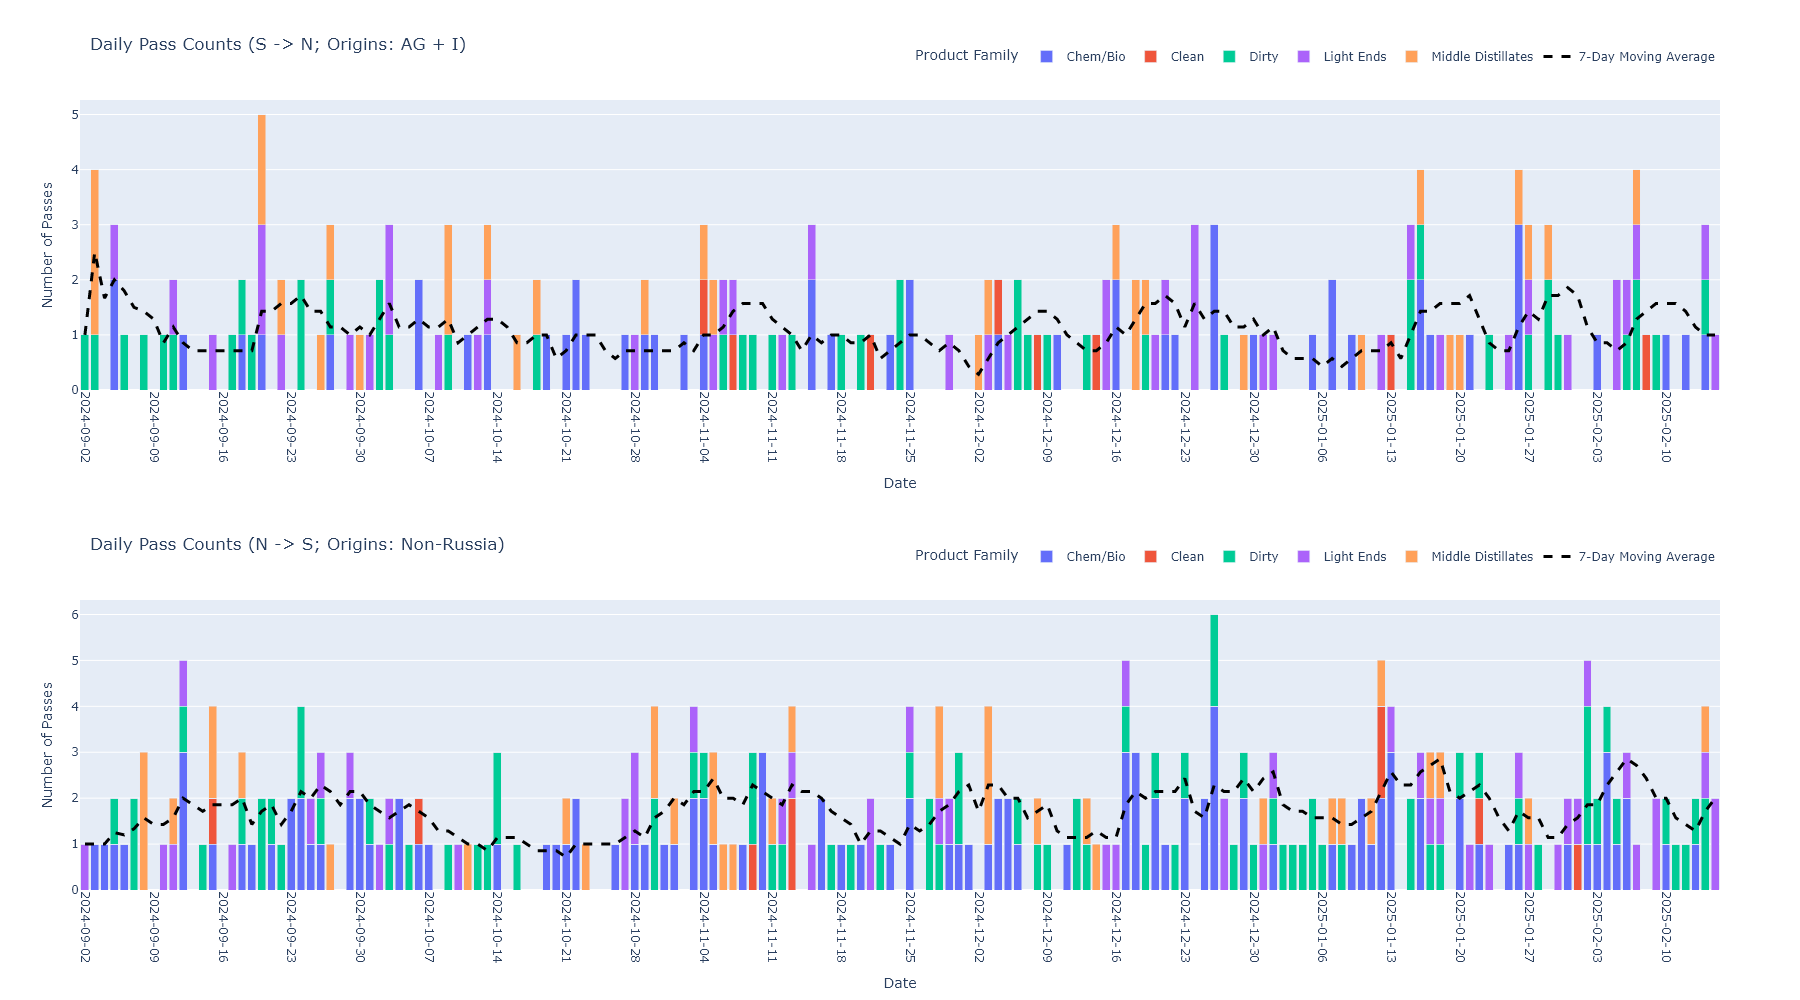 Daily Pass Counts (S -> N; Origins: AG + I)
Product Family Chem/Bio Clean Dirty Light Ends Middle Distillates 7-Day Moving Average
Number of Passes
5
4
3
2
1
0
2024-09-02 2024-09-09 2024-09-16 2024-09-23 2024-09-30 2024-10-07 2024-10-14 2024-10-21 2024-10-28 2024-11-04 2024-11-11 2024-11-18 2024-11-25 2024-12-02 2024-12-09 2024-12-16 2024-12-23 2024-12-30 2025-01-06 2025-01-13 2025-01-20 2025-01-27 2025-02-03 2025-02-10
Date
Daily Pass Counts (N -> S; Origins: Non-Russia)
Product Family Chem/Bio Clean Dirty Light Ends Middle Distillates 7-Day Moving Average
Number of Passes
6
5
4
3
2
1
0
2024-09-02 2024-09-09 2024-09-16 2024-09-23 2024-09-30 2024-10-07 2024-10-14 2024-10-21 2024-10-28 2024-11-04 2024-11-11 2024-11-18 2024-11-25 2024-12-02 2024-12-09 2024-12-16 2024-12-23 2024-12-30 2025-01-06 2025-01-13 2025-01-20 2025-01-27 2025-02-03 2025-02-10
Date